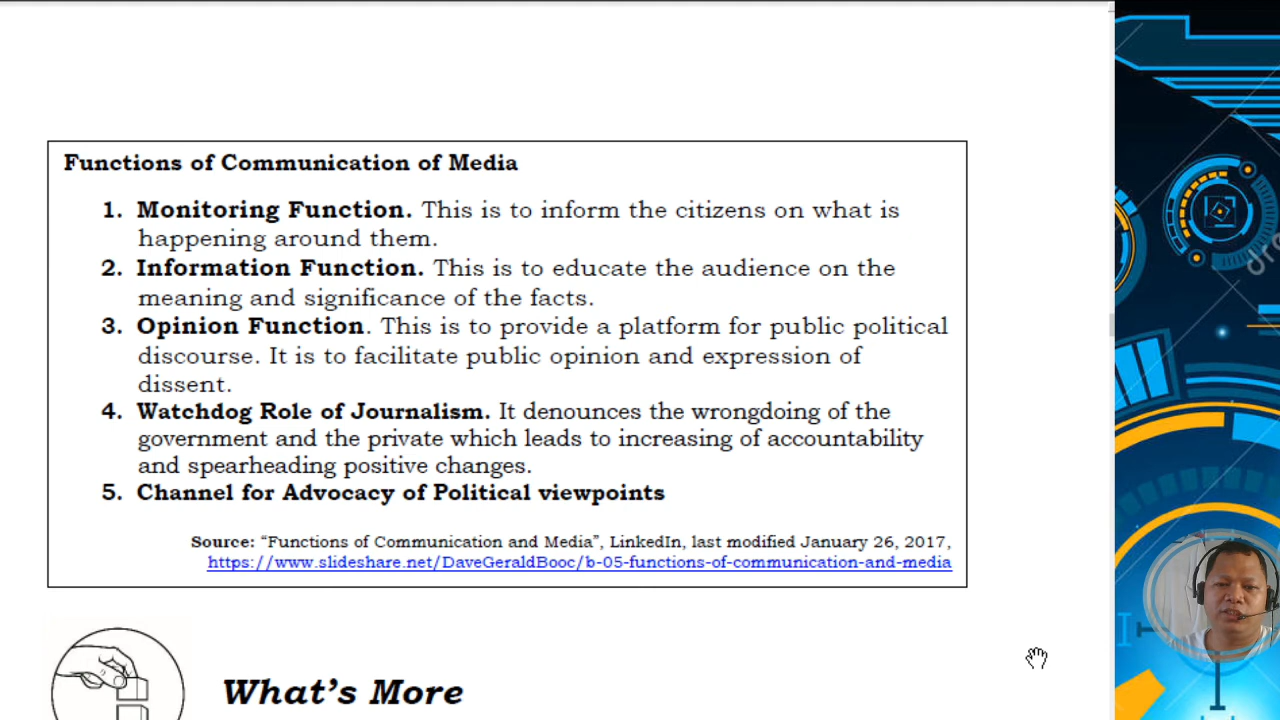 Functions of Communication of Media
1. Monitoring Function. This is to inform the citizens on what is
happening around them.
2. Information Function. This is to educate the audience on the
meaning and significance of the facts.
3. Opinion Function. This is to provide a platform for public political
discourse. It is to facilitate public opinion and expression of
dissent.
4. Watchdog Role of Journalism. It denounces the wrongdoing of the
government and the private which leads to increasing of accountability
and spearheading positive changes.
5. Channel for Advocacy of Political viewpoints
Source: “Functions of Communication and Media”, LinkedIn, last modified January 26, 2017,
https://www.slideshare.net/DaveGeraldBooc/b-05-functions-of-communication-and-media
What’s More